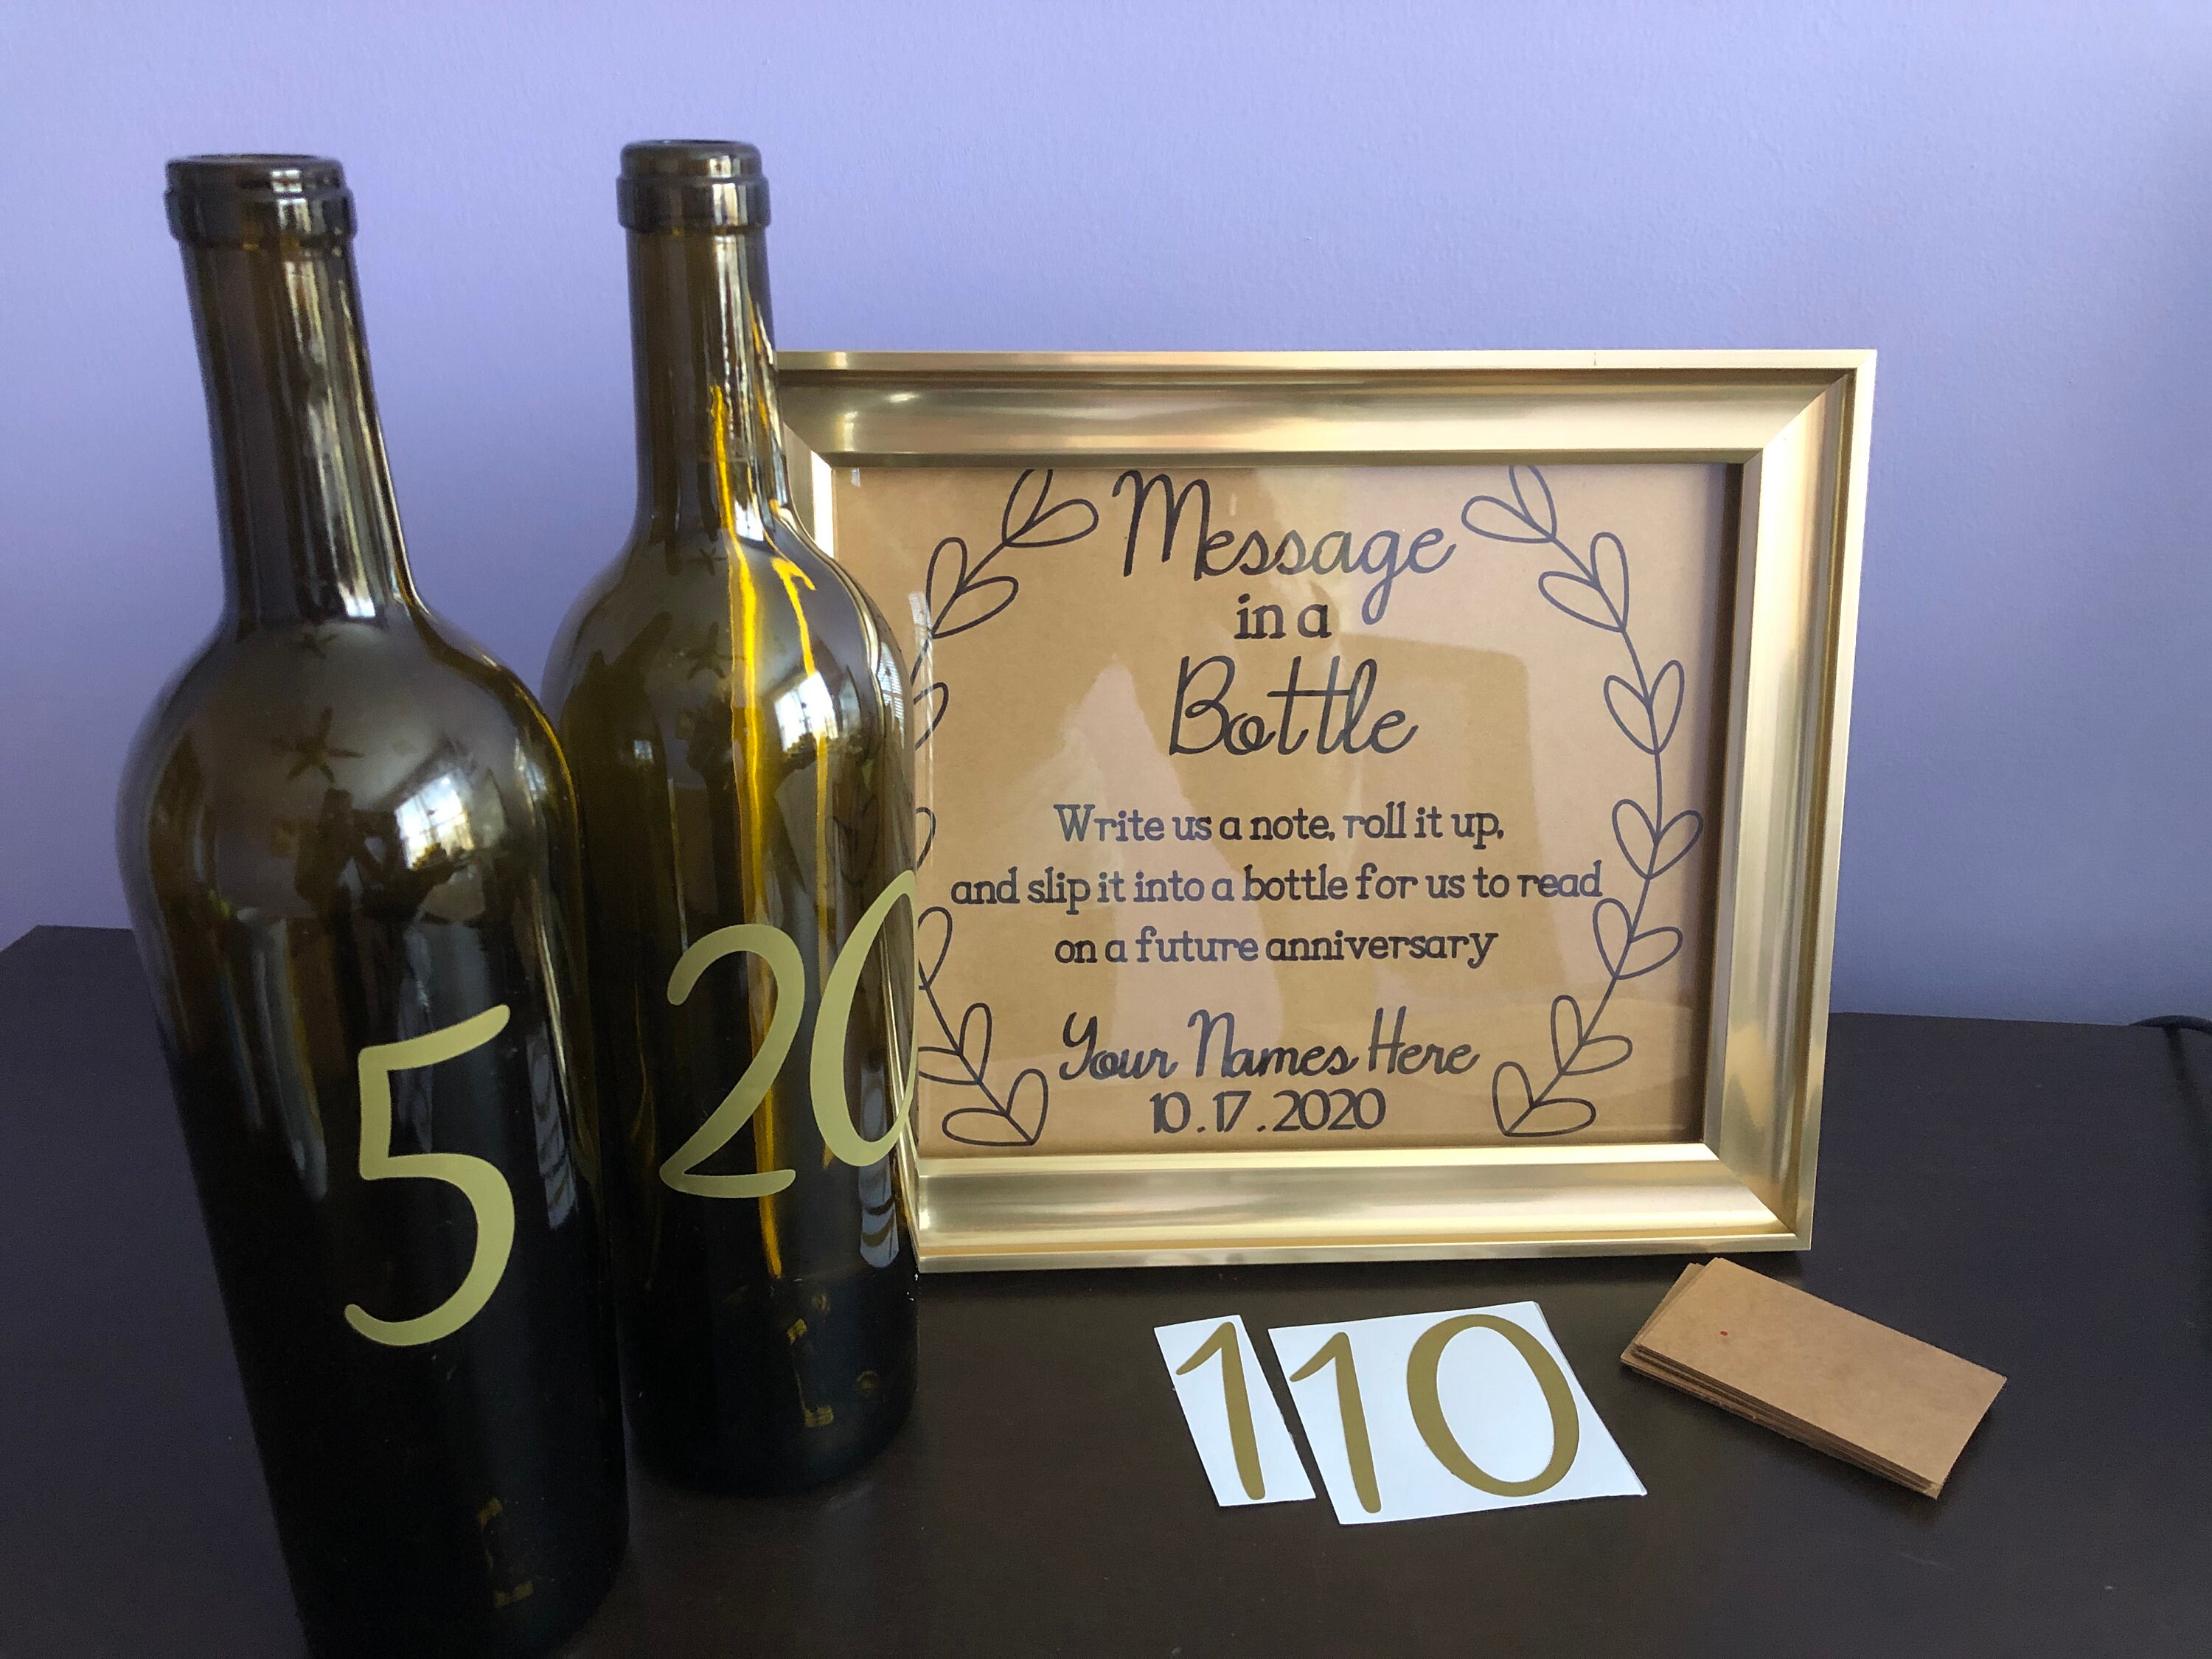 Message
in a
Bottle
Write us a note, roll it up,
and slip it into a bottle for us to read
on a future anniversary
Your Names Here
10.17.2020
5
20
1
10